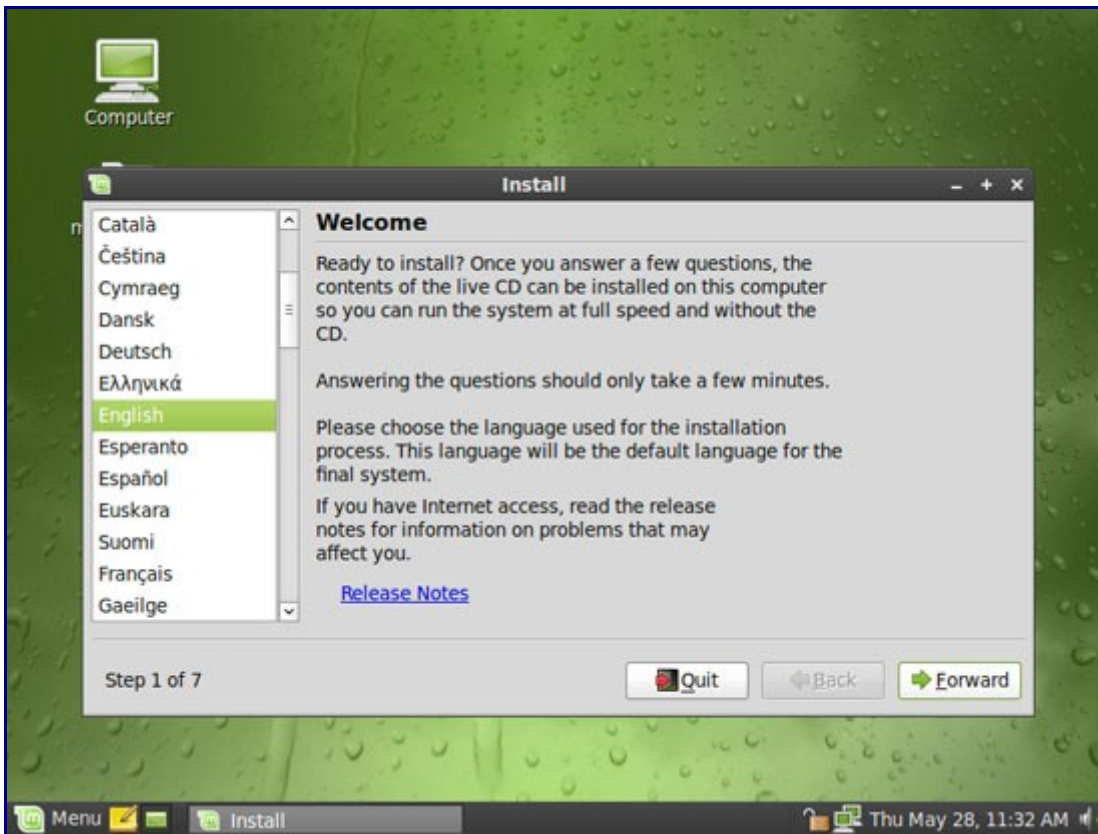 Computer
Install
m
Català
Čeština
Cymraeg
Dansk
Deutsch
Ελληνικά
English
Esperanto
Español
Euskara
Suomi
Français
Gaeilge
Welcome
Ready to install? Once you answer a few questions, the
contents of the live CD can be installed on this computer
so you can run the system at full speed and without the
CD.
Answering the questions should only take a few minutes.
Please choose the language used for the installation
process. This language will be the default language for the
final system.
If you have Internet access, read the release
notes for information on problems that may
affect you.
Release Notes
Step 1 of 7
Quit
Back
Forward
Menu
Install
Thu May 28, 11:32 AM